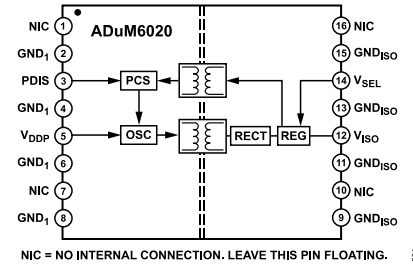 ADuM6020
NIC 1
GND1 2
PDIS 3
GND1 4
VDDP 5
GND1 6
NIC 7
GND1 8
PCS
OSC
RECT
REG
16 NIC
15 GNDISO
14 VSEL
13 GNDISO
12 VISO
11 GNDISO
10 NIC
9 GNDISO
NIC = NO INTERNAL CONNECTION. LEAVE THIS PIN FLOATING.